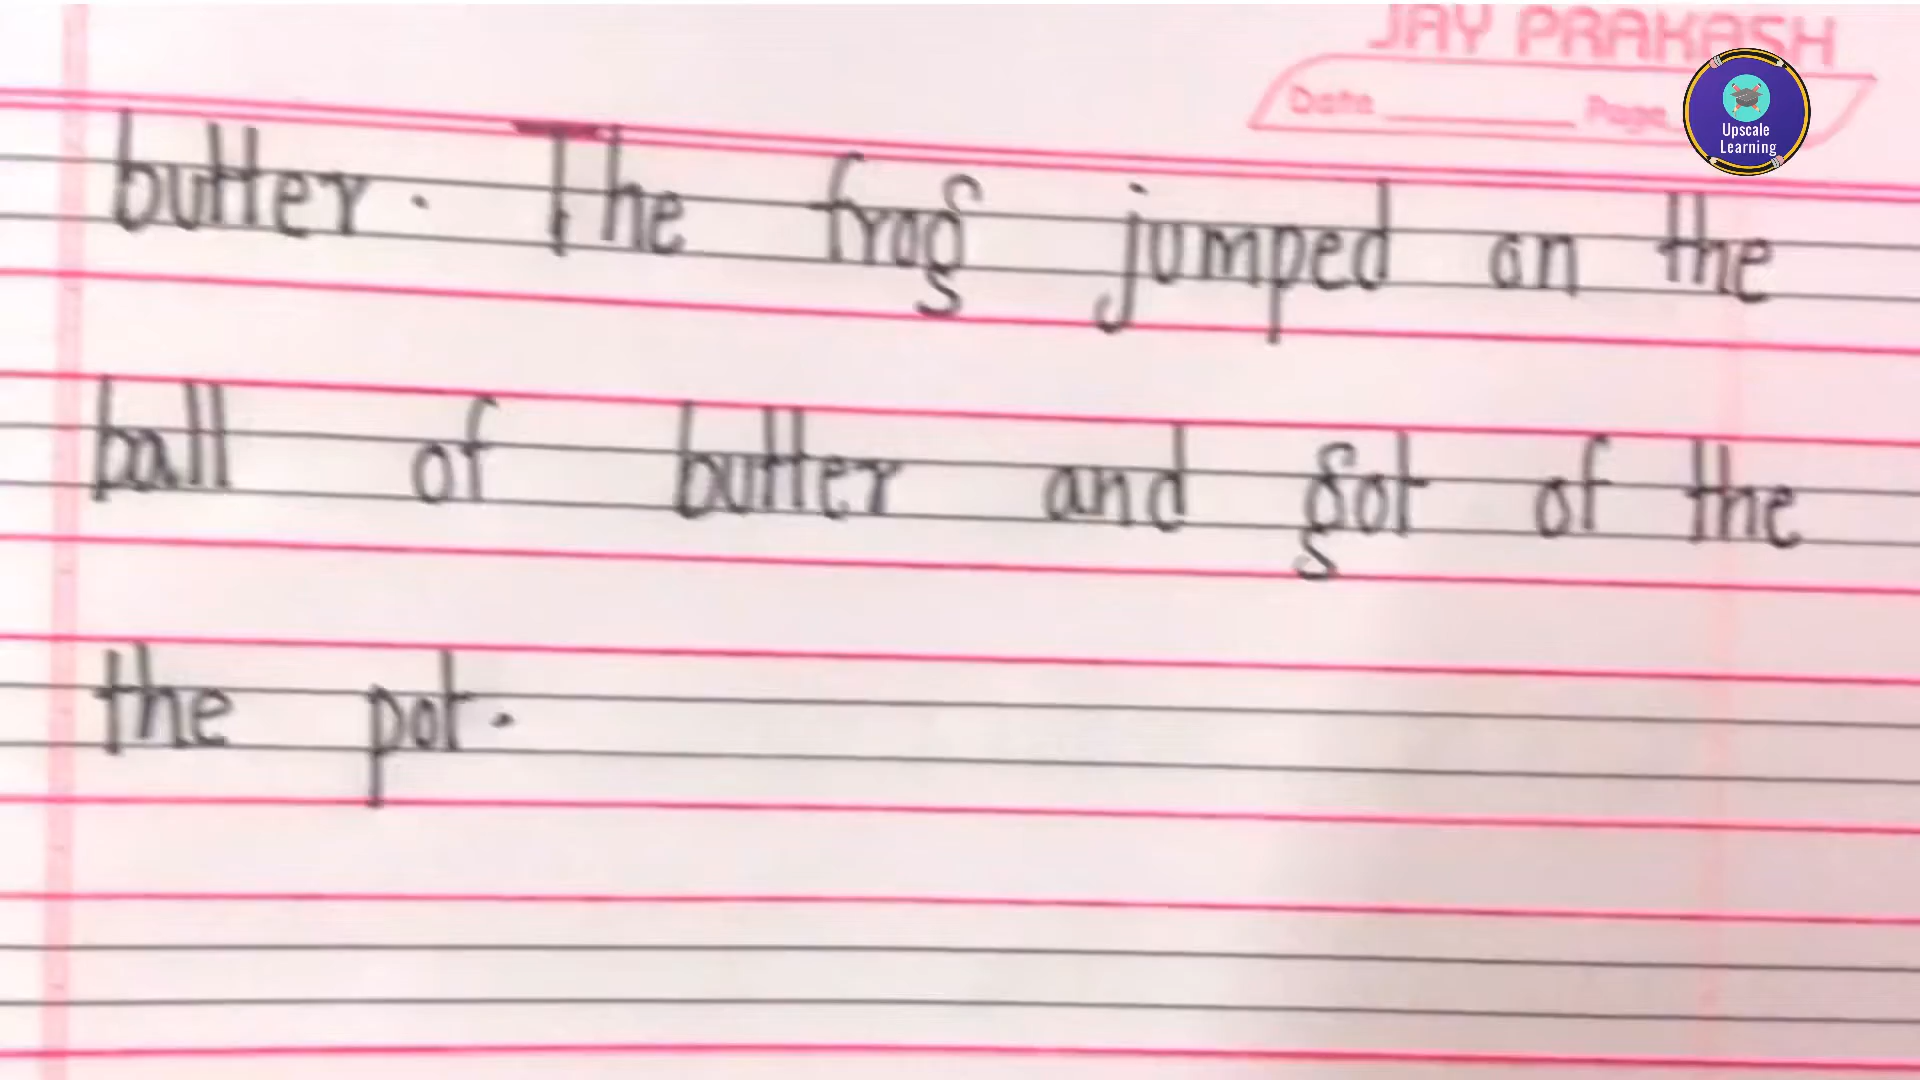 JAY PRAKASH
Date Page
Upscale
Learning
butter. The frog jumped on the
ball of butter and got of the
the pot.